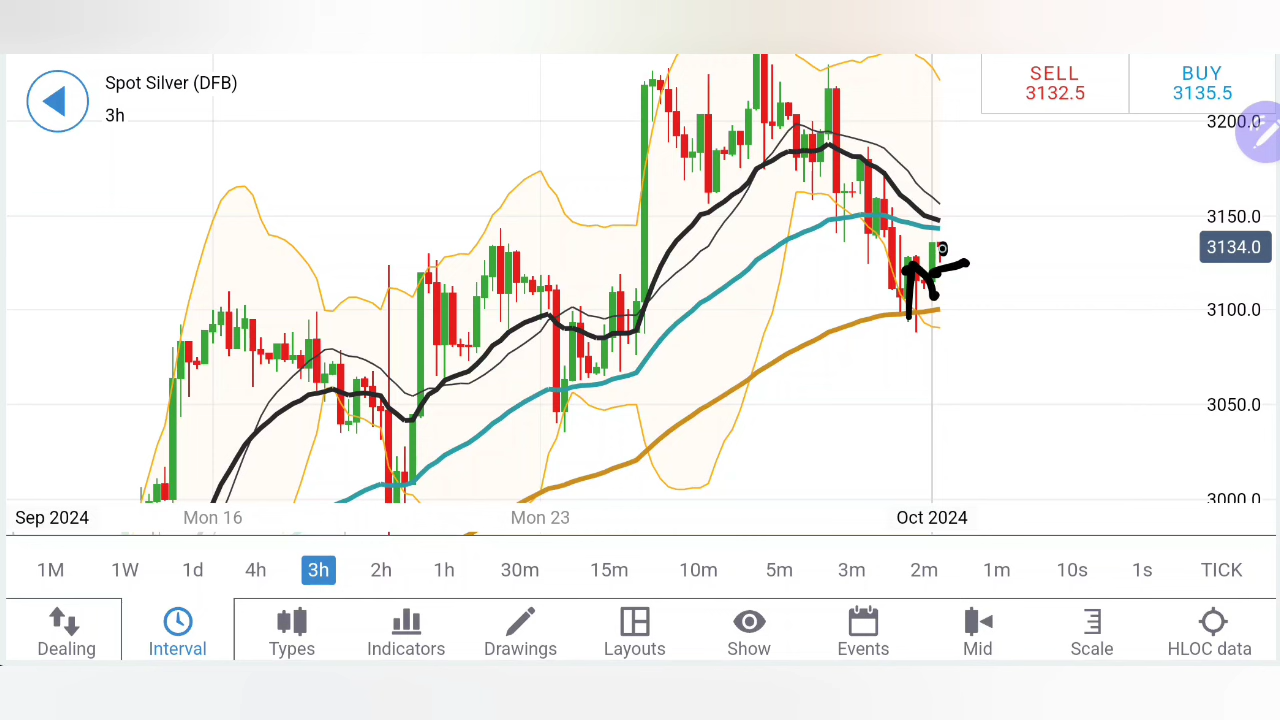 Spot Silver (DFB)
3h
SELL
3132.5
BUY
3135.5
3200.0
3150.0
3134.0
3100.0
3050.0
3000.0
Sep 2024 Mon 16 Mon 23 Oct 2024
1M 1W 1d 4h 3h 2h 1h 30m 15m 10m 5m 3m 2m 1m 10s 1s TICK
Dealing Interval Types Indicators Drawings Layouts Show Events Mid Scale HLOC data